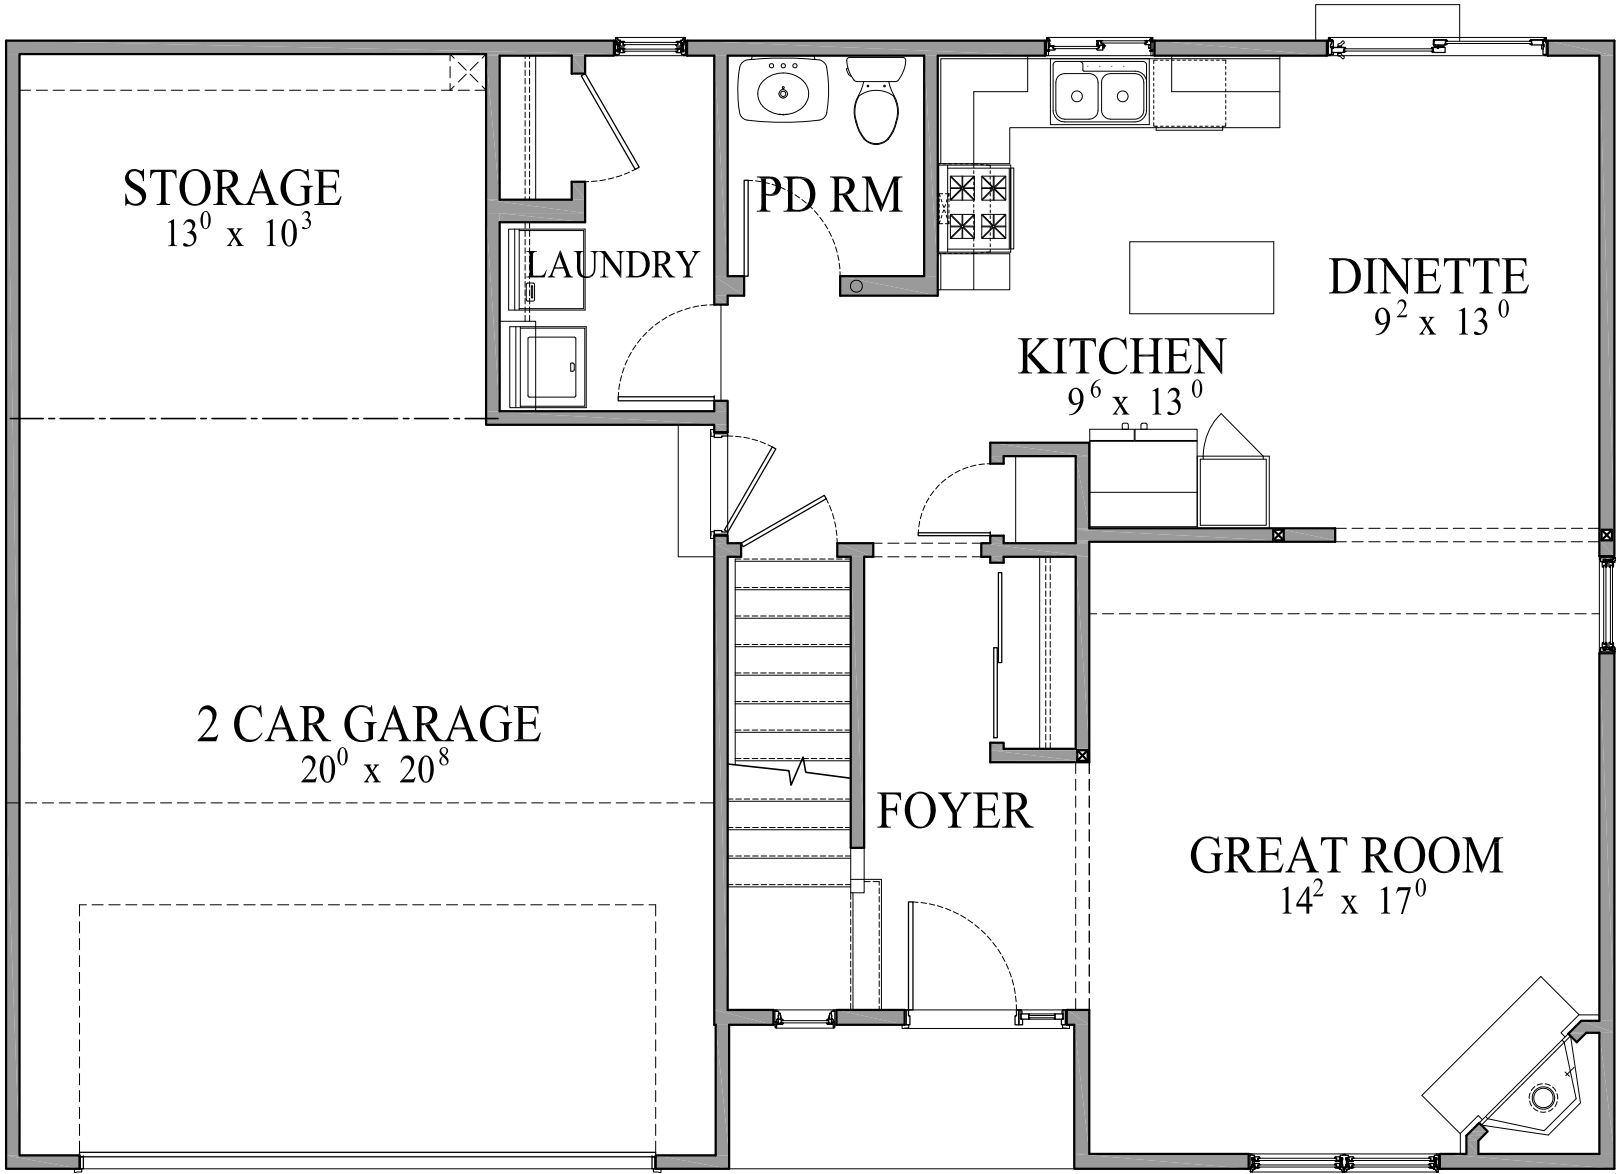 STORAGE
13⁰ x 10³
LAUNDRY
PD RM
DINETTE
9² x 13⁰
KITCHEN
9⁶ x 13⁰
2 CAR GARAGE
20⁰ x 20⁸
FOYER
GREAT ROOM
14² x 17⁰